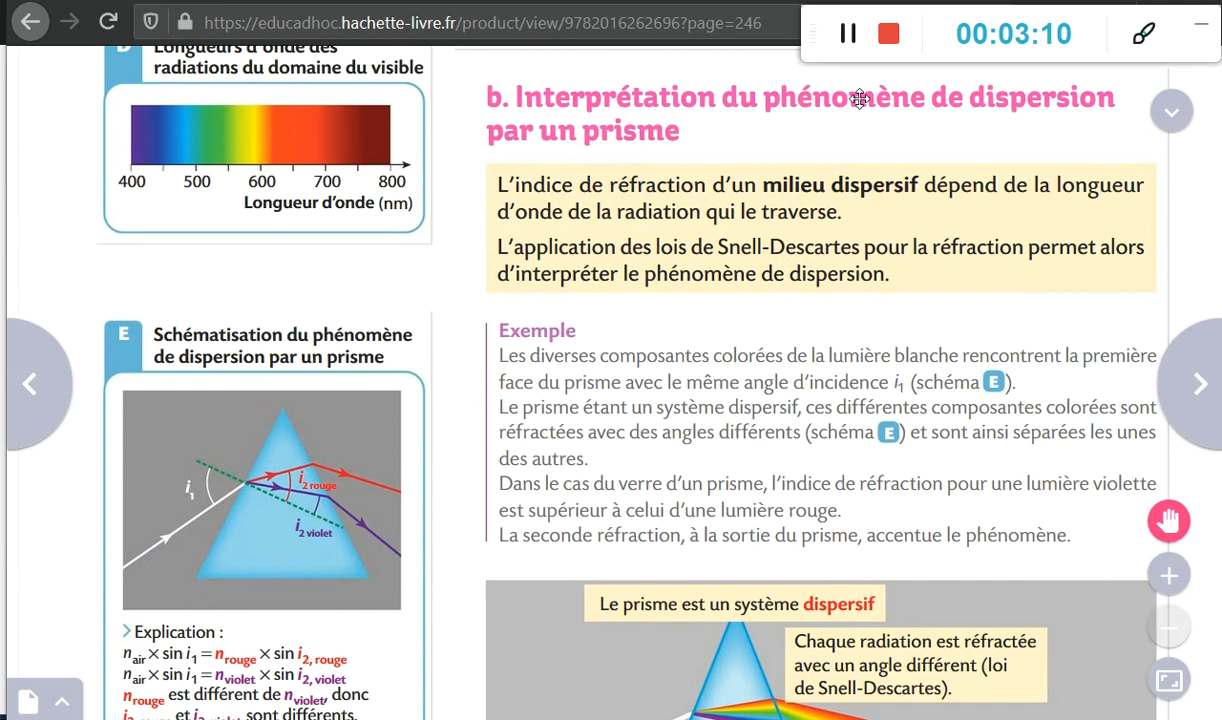 https://educadhoc.hachette-livre.fr/product/view/9782016262696?page=246
00:03:10
D Longueurs d'onde des
radiations du domaine du visible
400 500 600 700 800
Longueur d'onde (nm)
E Schématisation du phénomène
de dispersion par un prisme
i1
i2 rouge
i2 violet
Explication :
nair × sin i1 = nrouge × sin i2, rouge
nair × sin i1 = nviolet × sin i2, violet
nrouge est différent de nviolet, donc
i2, rouge et i2, violet sont différents.
b. Interprétation du phénomène de dispersion
par un prisme
L'indice de réfraction d'un milieu dispersif dépend de la longueur
d'onde de la radiation qui le traverse.
L'application des lois de Snell-Descartes pour la réfraction permet alors
d'interpréter le phénomène de dispersion.
Exemple
Les diverses composantes colorées de la lumière blanche rencontrent la première
face du prisme avec le même angle d'incidence i1 (schéma E).
Le prisme étant un système dispersif, ces différentes composantes colorées sont
réfractées avec des angles différents (schéma E) et sont ainsi séparées les unes
des autres.
Dans le cas du verre d'un prisme, l'indice de réfraction pour une lumière violette
est supérieur à celui d'une lumière rouge.
La seconde réfraction, à la sortie du prisme, accentue le phénomène.
Le prisme est un système dispersif
Chaque radiation est réfractée
avec un angle différent (loi
de Snell-Descartes).